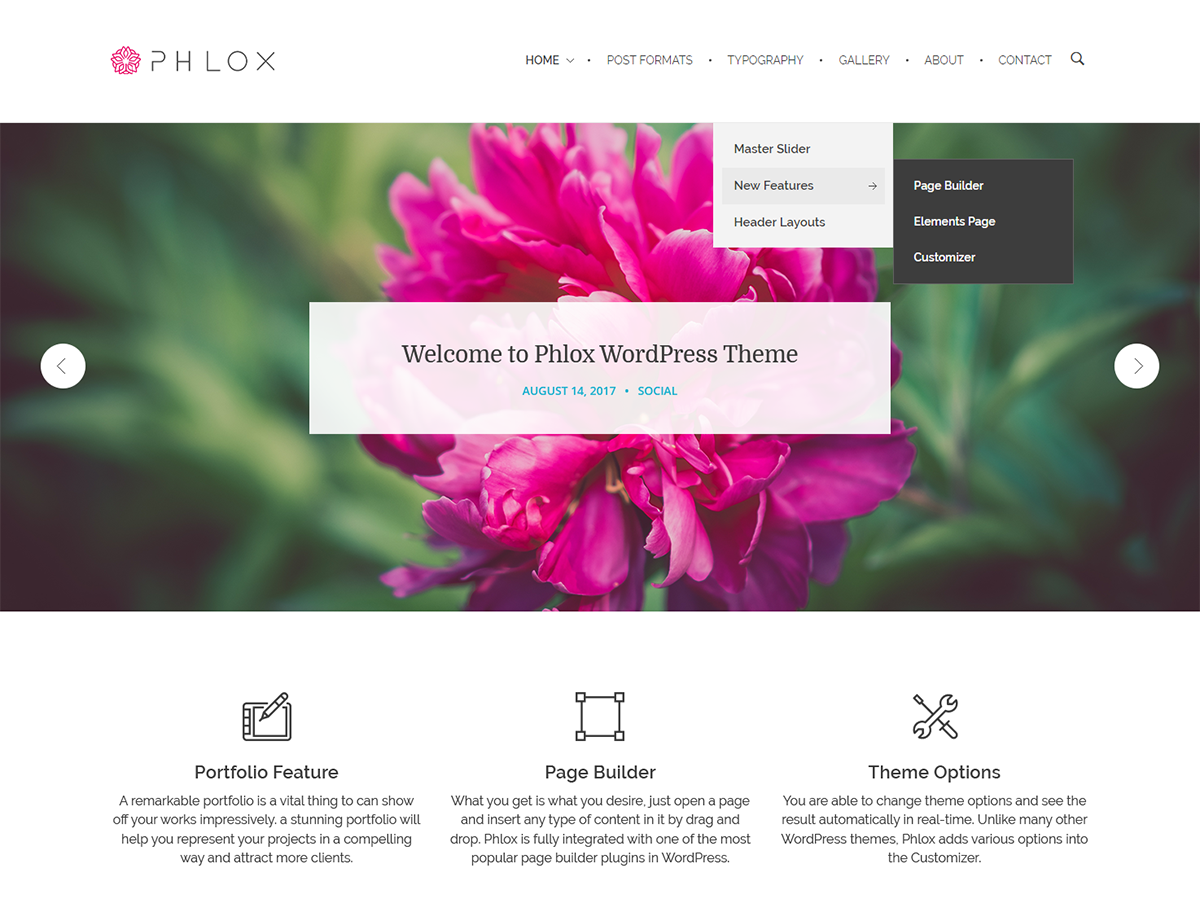 PHLOX
HOME • POST FORMATS • TYPOGRAPHY • GALLERY • ABOUT • CONTACT
Master Slider
New Features
Header Layouts
Page Builder
Elements Page
Customizer
Welcome to Phlox WordPress Theme
AUGUST 14, 2017 • SOCIAL
Portfolio Feature
A remarkable portfolio is a vital thing to can show
off your works impressively. a stunning portfolio will
help you represent your projects in a compelling
way and attract more clients.
Page Builder
What you get is what you desire, just open a page
and insert any type of content in it by drag and
drop. Phlox is fully integrated with one of the most
popular page builder plugins in WordPress.
Theme Options
You are able to change theme options and see the
result automatically in real-time. Unlike many other
WordPress themes, Phlox adds various options into
the Customizer.